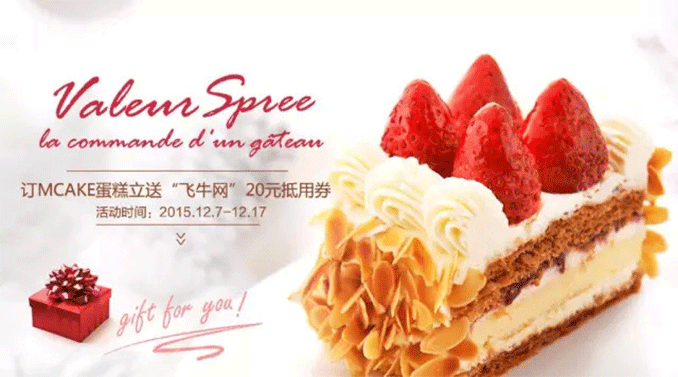 Valeur Spree
la commande d'un gâteau
订MCAKE蛋糕立送“飞牛网”20元抵用券
活动时间：2015.12.7-12.17
gift for you!